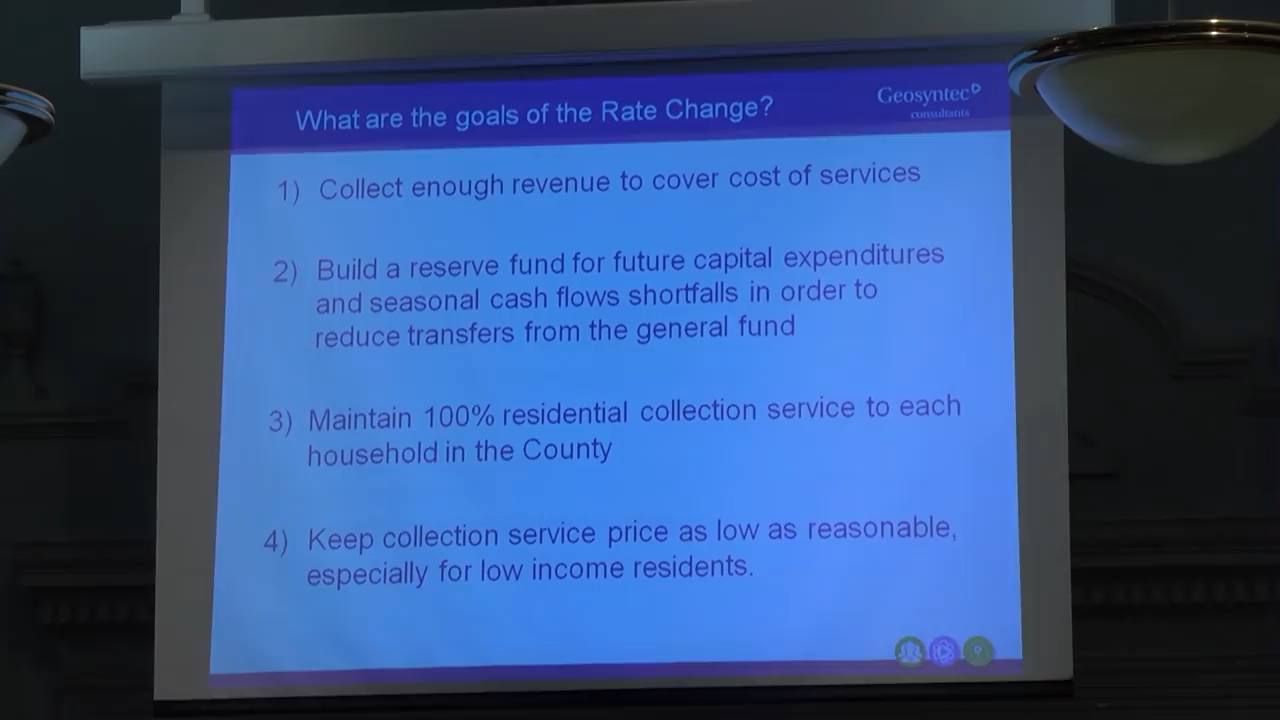 What are the goals of the Rate Change?
Geosyntec
consultants
1) Collect enough revenue to cover cost of services
2) Build a reserve fund for future capital expenditures
and seasonal cash flows shortfalls in order to
reduce transfers from the general fund
3) Maintain 100% residential collection service to each
household in the County
4) Keep collection service price as low as reasonable,
especially for low income residents.